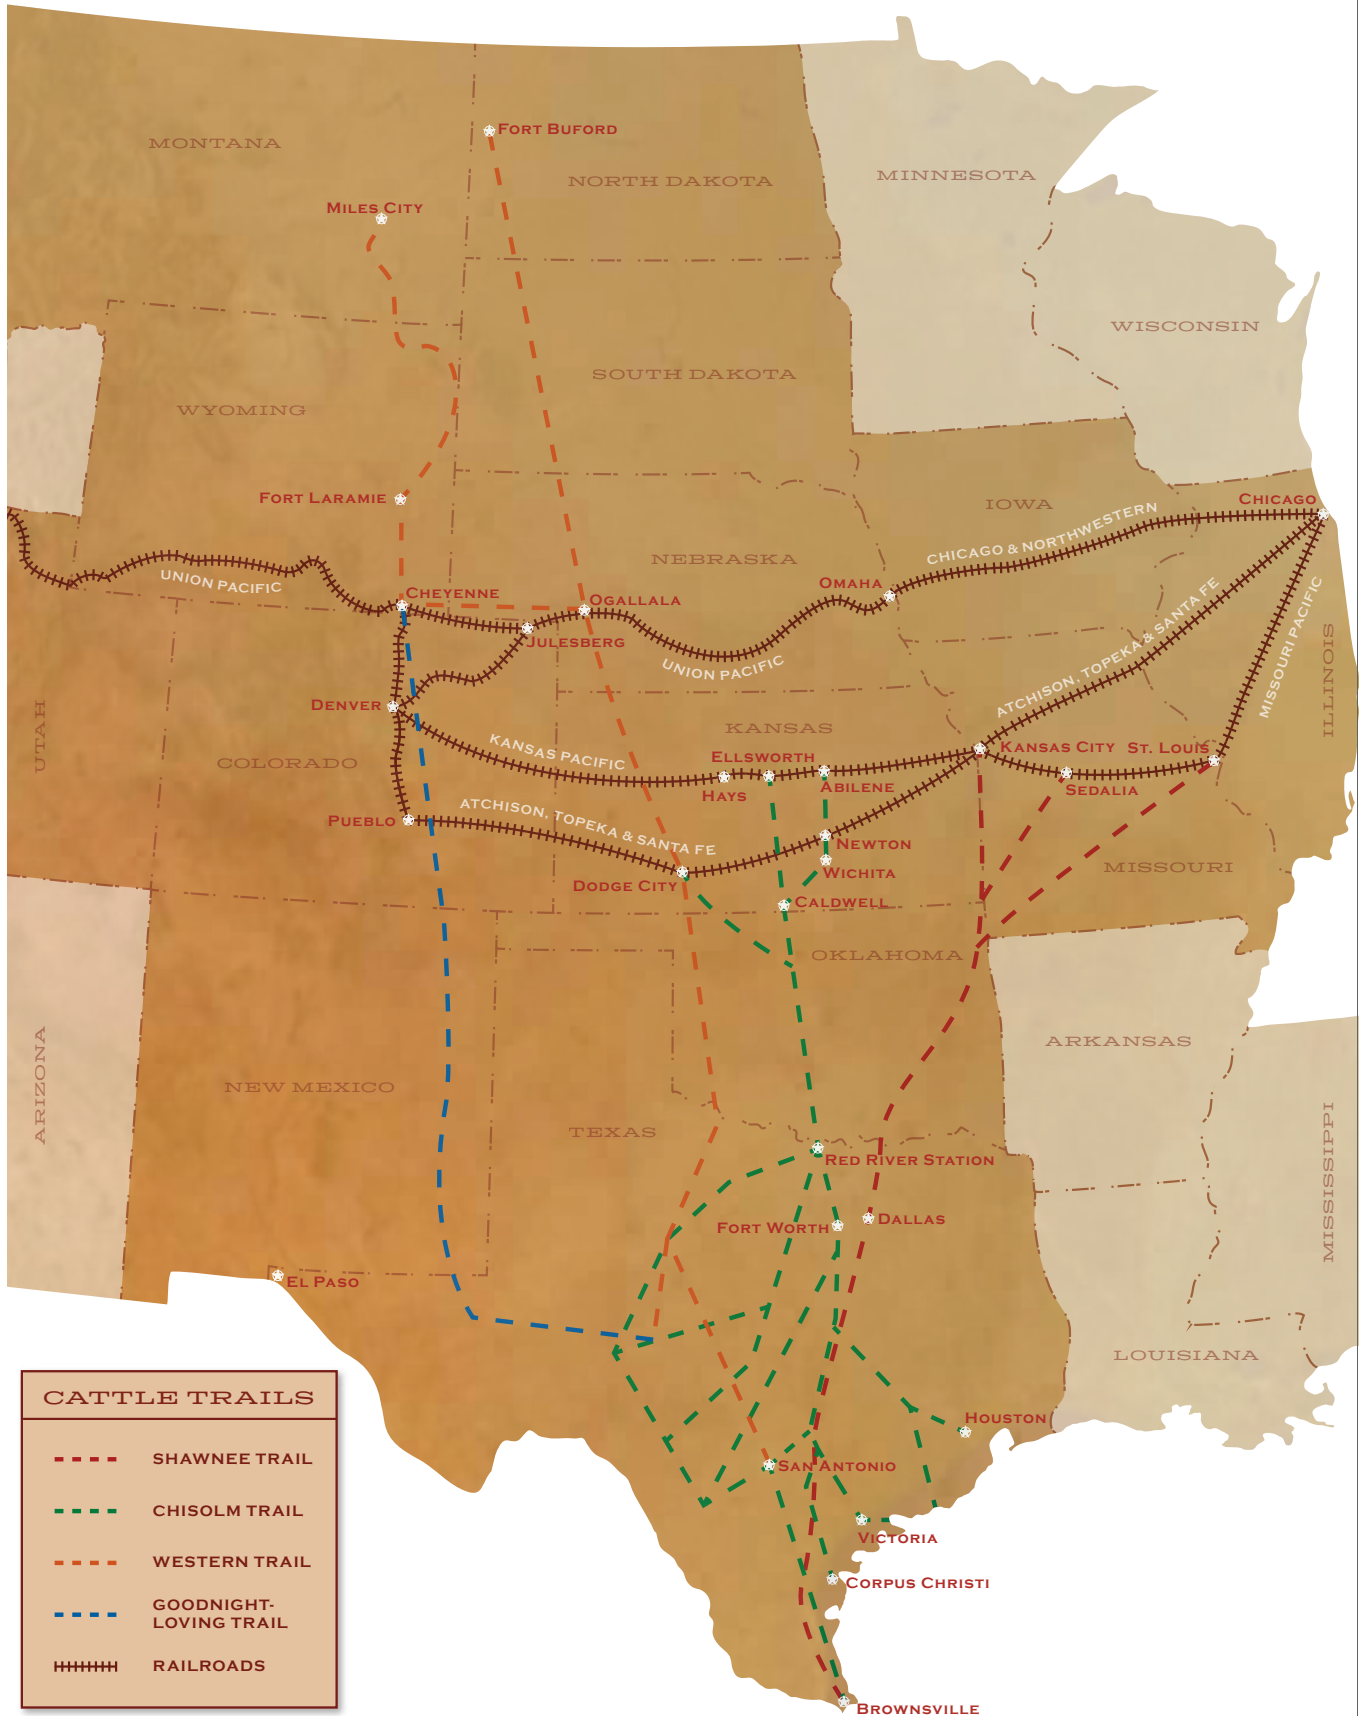 FORT BUFORD
MONTANA
MINNESOTA
NORTH DAKOTA
MILES CITY
WISCONSIN
SOUTH DAKOTA
WYOMING
FORT LARAMIE
CHICAGO
IOWA
CHICAGO & NORTHWESTERN
NEBRASKA
UNION PACIFIC
OMAHA
CHEYENNE
OGALLALA
JULESBERG
UNION PACIFIC
ATCHISON, TOPEKA & SANTA FE
MISSOURI PACIFIC
ILLINOIS
DENVER
UTAH
KANSAS
KANSAS PACIFIC
ELLSWORTH
KANSAS CITY
ST. LOUIS
COLORADO
HAYS
ABILENE
SEDALIA
PUEBLO
ATCHISON, TOPEKA & SANTA FE
NEWTON
WICHITA
MISSOURI
DODGE CITY
CALDWELL
OKLAHOMA
ARKANSAS
ARIZONA
NEW MEXICO
TEXAS
MISSISSIPPI
RED RIVER STATION
DALLAS
FORT WORTH
EL PASO
LOUISIANA
HOUSTON
SAN ANTONIO
VICTORIA
CORPUS CHRISTI
BROWNSVILLE
CATTLE TRAILS
SHAWNEE TRAIL
CHISOLM TRAIL
WESTERN TRAIL
GOODNIGHT-
LOVING TRAIL
RAILROADS